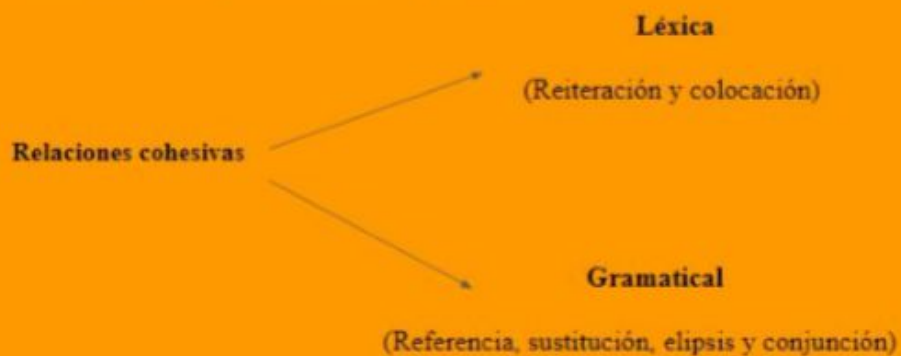 Léxica
(Reiteración y colocación)
Relaciones cohesivas
Gramatical
(Referencia, sustitución, elipsis y conjunción)